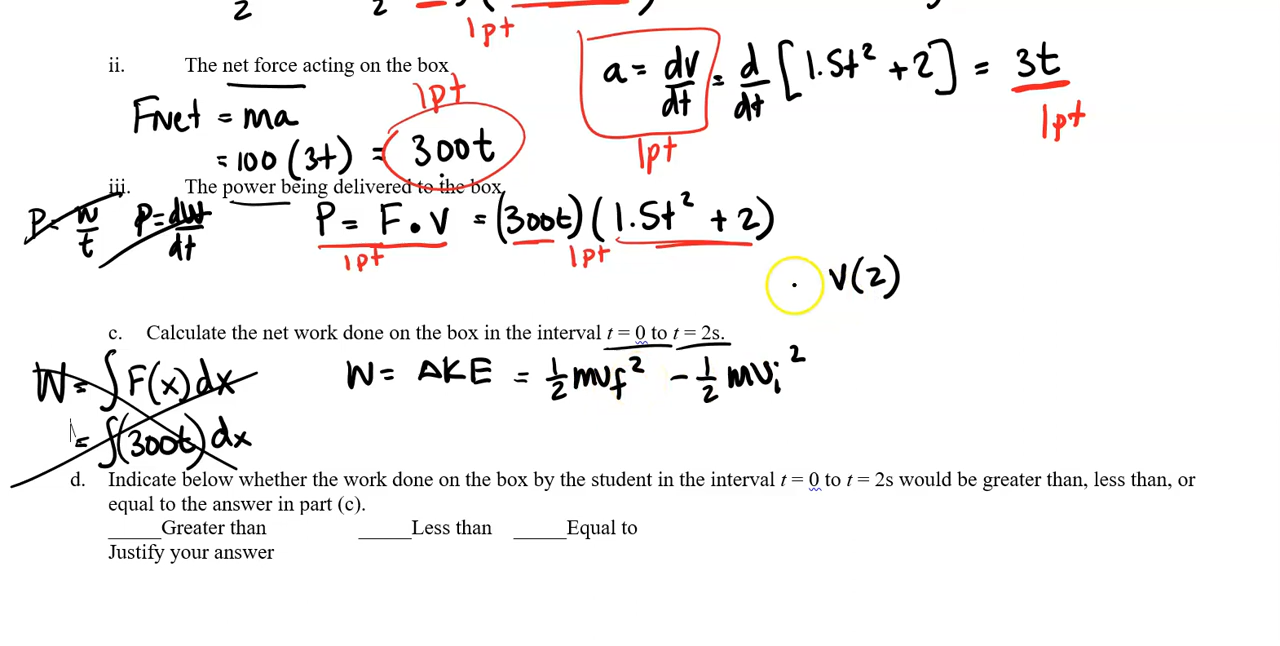 2 2
1pt
ii. The net force acting on the box
a = dv/dt = d/dt [1.5t² + 2] = 3t
1pt
Fnet = ma
1pt
1pt
= 100 (3t) = 300t
iii. The power being delivered to the box
P = W/t P = dW/dt P = F • V = (300t) (1.5t² + 2)
1pt 1pt
V(2)
c. Calculate the net work done on the box in the interval t = 0 to t = 2s.
W = ∫F(x)dx W = ΔKE = ½mvf² - ½mvi²
= ∫(300t)dx
d. Indicate below whether the work done on the box by the student in the interval t = 0 to t = 2s would be greater than, less than, or
equal to the answer in part (c).
_____Greater than _____Less than _____Equal to
Justify your answer